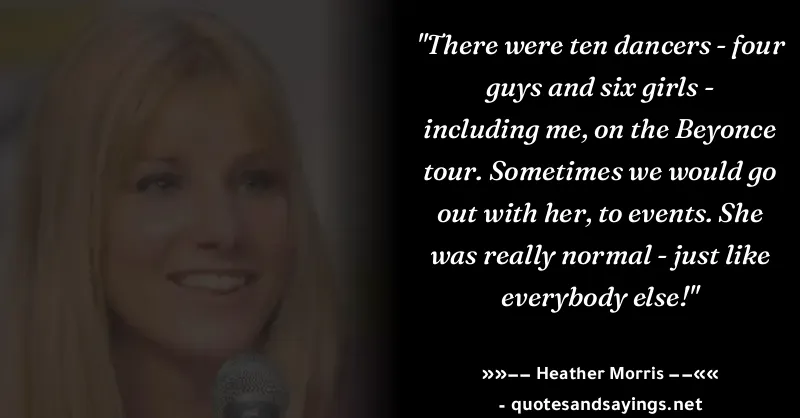 "There were ten dancers - four
guys and six girls -
including me, on the Beyonce
tour. Sometimes we would go
out with her, to events. She
was really normal - just like
everybody else!"
»»−− Heather Morris −−««
- quotesandsayings.net